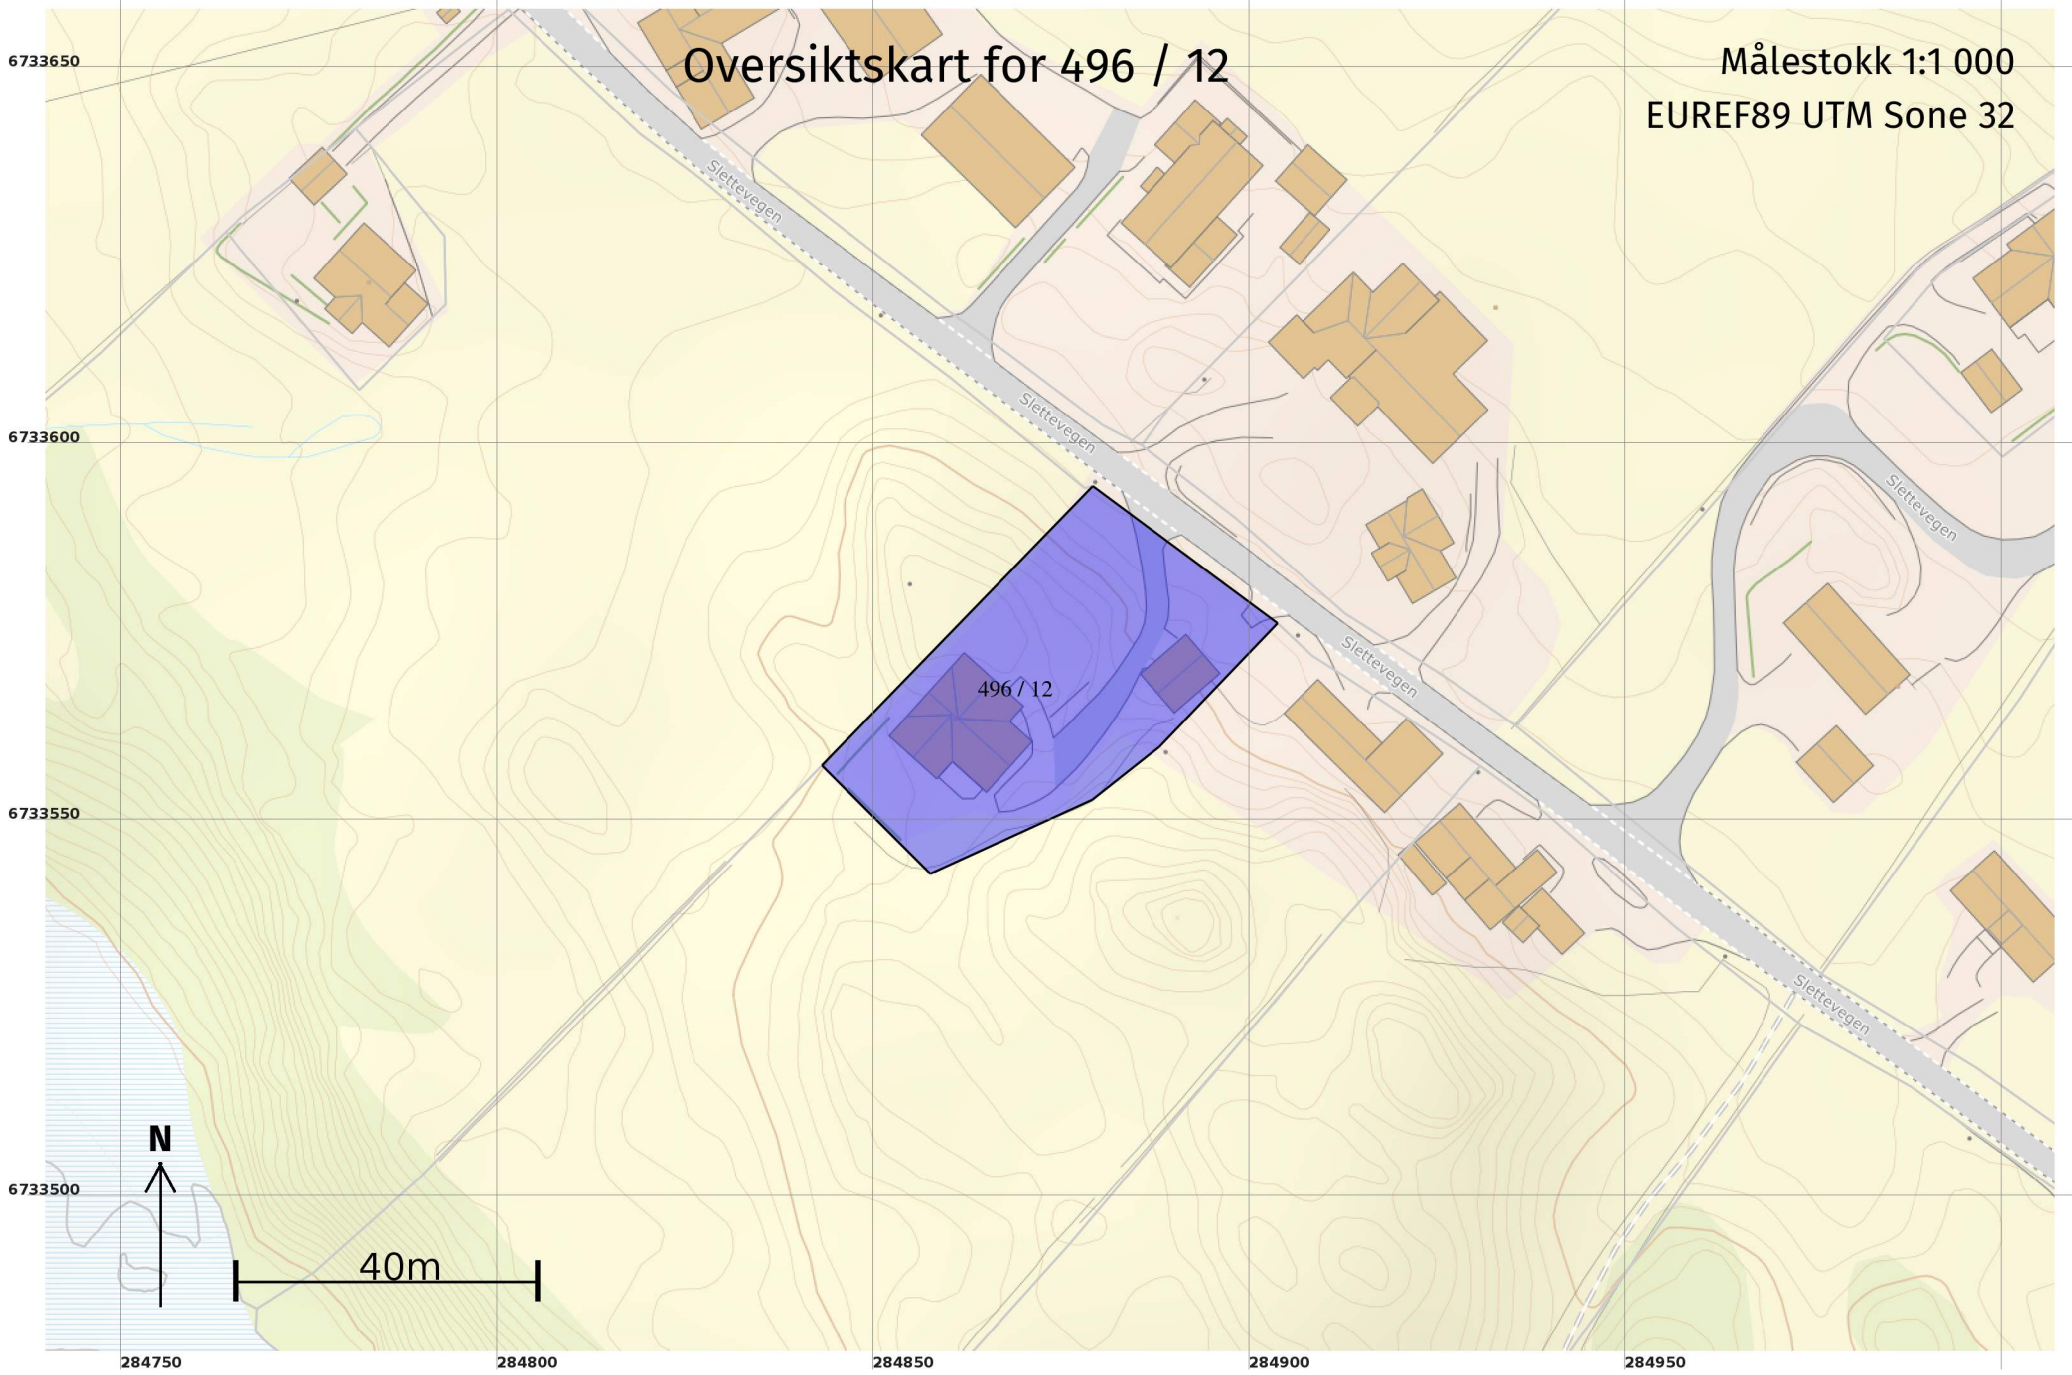 Oversiktskart for 496 / 12
Målestokk 1:1 000
EUREF89 UTM Sone 32
6733650
Slettevegen
6733600
Slettevegen
Slettevegen
Slettevegen
496 / 12
6733550
Slettevegen
N
6733500
40m
284750
284800
284850
284900
284950